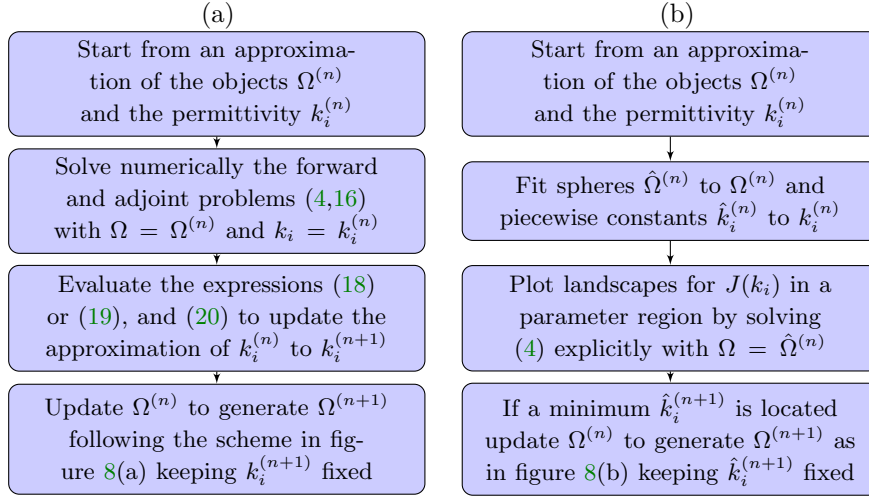 (a)
Start from an approxima-
tion of the objects Ω^(n)
and the permittivity k_i^(n)
Solve numerically the forward
and adjoint problems (4,16)
with Ω = Ω^(n) and k_i = k_i^(n)
Evaluate the expressions (18)
or (19), and (20) to update the
approximation of k_i^(n) to k_i^(n+1)
Update Ω^(n) to generate Ω^(n+1)
following the scheme in fig-
ure 8(a) keeping k_i^(n+1) fixed
(b)
Start from an approxima-
tion of the objects Ω^(n)
and the permittivity k_i^(n)
Fit spheres Ω̂^(n) to Ω^(n) and
piecewise constants k̂_i^(n) to k_i^(n)
Plot landscapes for J(k_i) in a
parameter region by solving
(4) explicitly with Ω = Ω̂^(n)
If a minimum k̂_i^(n+1) is located
update Ω^(n) to generate Ω^(n+1) as
in figure 8(b) keeping k̂_i^(n+1) fixed